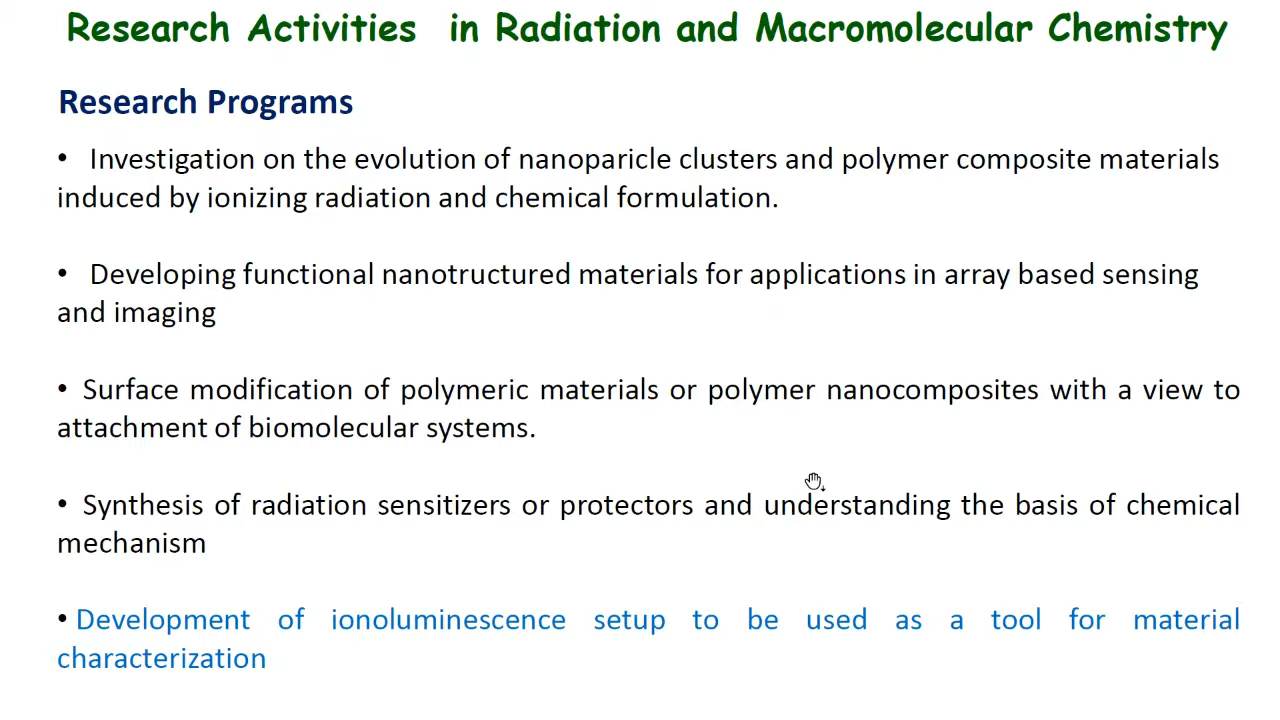 Research Activities in Radiation and Macromolecular Chemistry
Research Programs
• Investigation on the evolution of nanoparicle clusters and polymer composite materials
induced by ionizing radiation and chemical formulation.
• Developing functional nanotructured materials for applications in array based sensing
and imaging
• Surface modification of polymeric materials or polymer nanocomposites with a view to
attachment of biomolecular systems.
• Synthesis of radiation sensitizers or protectors and understanding the basis of chemical
mechanism
• Development of ionoluminescence setup to be used as a tool for material
characterization